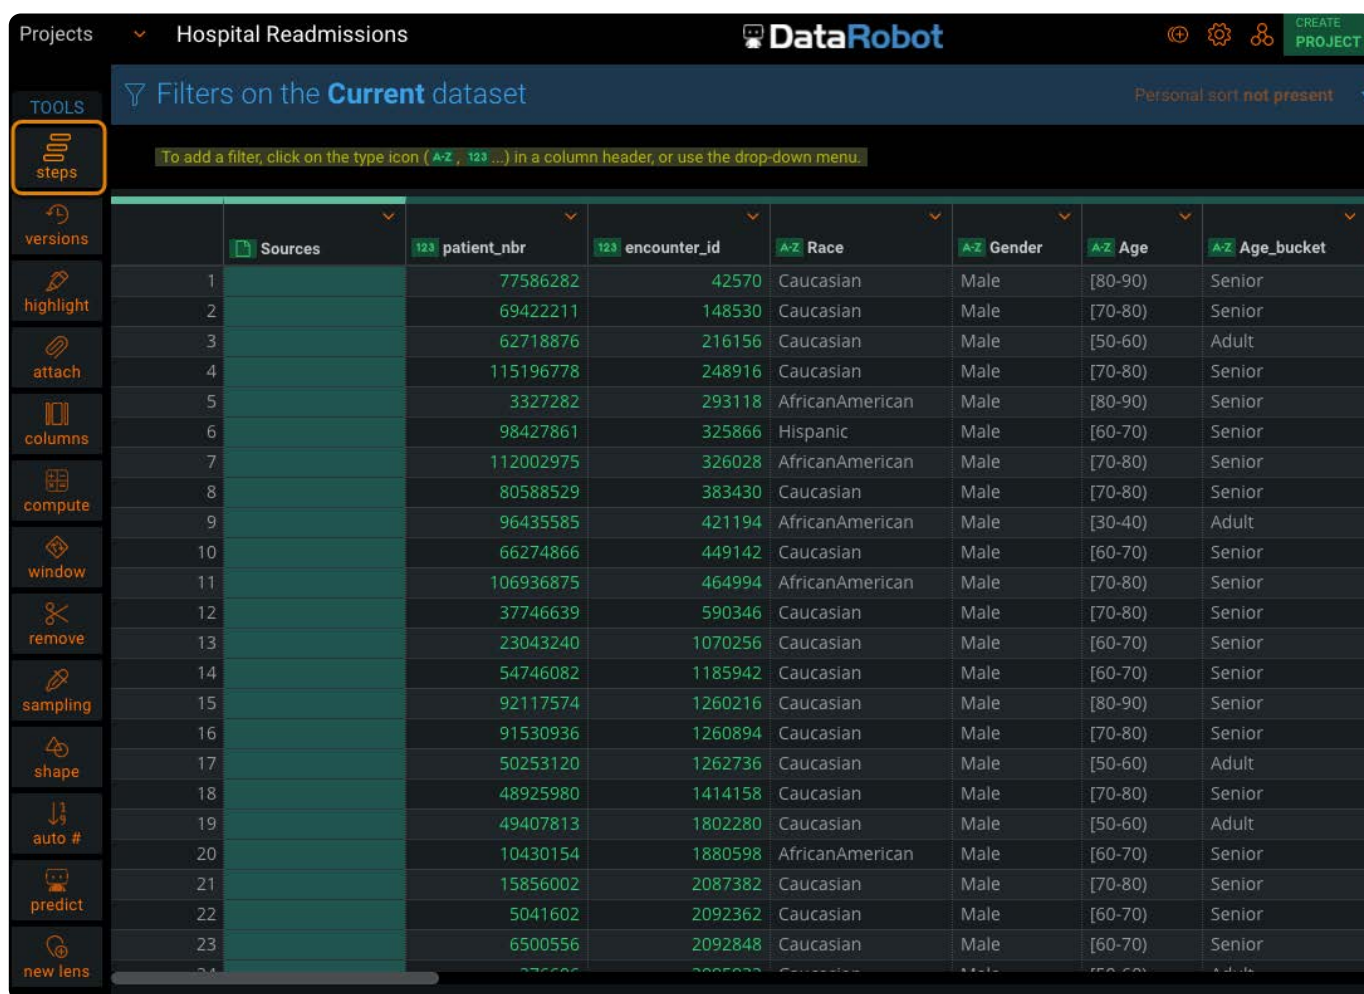 Projects Hospital Readmissions DataRobot CREATE PROJECT
TOOLS Filters on the Current dataset Personal sort not present
steps To add a filter, click on the type icon ( A-Z , 123 ...) in a column header, or use the drop-down menu.
versions Sources 123 patient_nbr 123 encounter_id A-Z Race A-Z Gender A-Z Age A-Z Age_bucket
1 77586282 42570 Caucasian Male [80-90) Senior
highlight 2 69422211 148530 Caucasian Male [70-80) Senior
3 62718876 216156 Caucasian Male [50-60) Adult
attach 4 115196778 248916 Caucasian Male [70-80) Senior
5 3327282 293118 AfricanAmerican Male [80-90) Senior
columns 6 98427861 325866 Hispanic Male [60-70) Senior
7 112002975 326028 AfricanAmerican Male [70-80) Senior
compute 8 80588529 383430 Caucasian Male [70-80) Senior
9 96435585 421194 AfricanAmerican Male [30-40) Adult
window 10 66274866 449142 Caucasian Male [60-70) Senior
11 106936875 464994 AfricanAmerican Male [70-80) Senior
12 37746639 590346 Caucasian Male [70-80) Senior
remove 13 23043240 1070256 Caucasian Male [60-70) Senior
14 54746082 1185942 Caucasian Male [60-70) Senior
sampling 15 92117574 1260216 Caucasian Male [80-90) Senior
16 91530936 1260894 Caucasian Male [70-80) Senior
shape 17 50253120 1262736 Caucasian Male [50-60) Adult
18 48925980 1414158 Caucasian Male [70-80) Senior
auto # 19 49407813 1802280 Caucasian Male [50-60) Adult
20 10430154 1880598 AfricanAmerican Male [60-70) Senior
21 15856002 2087382 Caucasian Male [70-80) Senior
predict 22 5041602 2092362 Caucasian Male [60-70) Senior
23 6500556 2092848 Caucasian Male [60-70) Senior
new lens